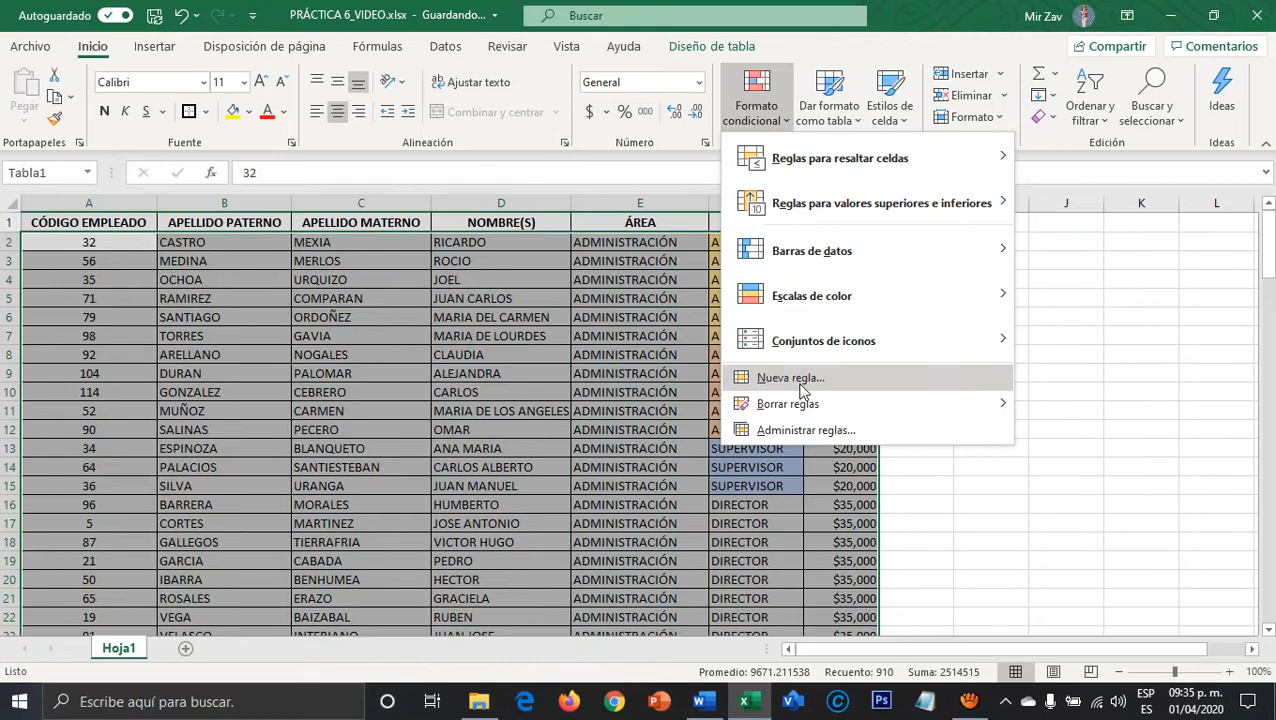 Autoguardado PRÁCTICA 6_VIDEO.xlsx - Guardando... Buscar Mir Zav
Archivo Inicio Insertar Disposición de página Fórmulas Datos Revisar Vista Ayuda Diseño de tabla Compartir Comentarios
Pegar
Calibri 11
N K S
Ajustar texto
Combinar y centrar
General
$ % 000
Formato condicional
Dar formato como tabla
Estilos de celda
Insertar
Eliminar
Formato
Ordenar y filtrar
Buscar y seleccionar
Ideas
Portapapeles Fuente Alineación Número Edición Ideas
Tabla1 fx 32
Reglas para resaltar celdas
Reglas para valores superiores e inferiores
Barras de datos
Escalas de color
Conjuntos de iconos
Nueva regla...
Borrar reglas
Administrar reglas...
A B C D E J K L
1 CÓDIGO EMPLEADO APELLIDO PATERNO APELLIDO MATERNO NOMBRE(S) ÁREA
2 32 CASTRO MEXIA RICARDO ADMINISTRACIÓN A
3 56 MEDINA MERLOS ROCIO ADMINISTRACIÓN A
4 35 OCHOA URQUIZO JOEL ADMINISTRACIÓN A
5 71 RAMIREZ COMPARAN JUAN CARLOS ADMINISTRACIÓN A
6 79 SANTIAGO ORDOÑEZ MARIA DEL CARMEN ADMINISTRACIÓN A
7 98 TORRES GAVIA MARIA DE LOURDES ADMINISTRACIÓN A
8 92 ARELLANO NOGALES CLAUDIA ADMINISTRACIÓN A
9 104 DURAN PALOMAR ALEJANDRA ADMINISTRACIÓN A
10 114 GONZALEZ CEBRERO CARLOS ADMINISTRACIÓN A
11 52 MUÑOZ CARMEN MARIA DE LOS ANGELES ADMINISTRACIÓN A
12 90 SALINAS PECERO OMAR ADMINISTRACIÓN A
13 34 ESPINOZA BLANQUETO ANA MARIA ADMINISTRACIÓN SUPERVISOR $20,000
14 64 PALACIOS SANTIESTEBAN CARLOS ALBERTO ADMINISTRACIÓN SUPERVISOR $20,000
15 36 SILVA URANGA JUAN MANUEL ADMINISTRACIÓN SUPERVISOR $20,000
16 96 BARRERA MORALES HUMBERTO ADMINISTRACIÓN DIRECTOR $35,000
17 5 CORTES MARTINEZ JOSE ANTONIO ADMINISTRACIÓN DIRECTOR $35,000
18 87 GALLEGOS TIERRAFRIA VICTOR HUGO ADMINISTRACIÓN DIRECTOR $35,000
19 21 GARCIA CABADA PEDRO ADMINISTRACIÓN DIRECTOR $35,000
20 50 IBARRA BENHUMEA HECTOR ADMINISTRACIÓN DIRECTOR $35,000
21 65 ROSALES ERAZO GRACIELA ADMINISTRACIÓN DIRECTOR $35,000
22 19 VEGA BAIZABAL RUBEN ADMINISTRACIÓN DIRECTOR $35,000
Hoja1
Listo Promedio: 9671.211538 Recuento: 910 Suma: 2514515 100%
Escribe aquí para buscar. ESP 09:35 p. m.
ES 01/04/2020